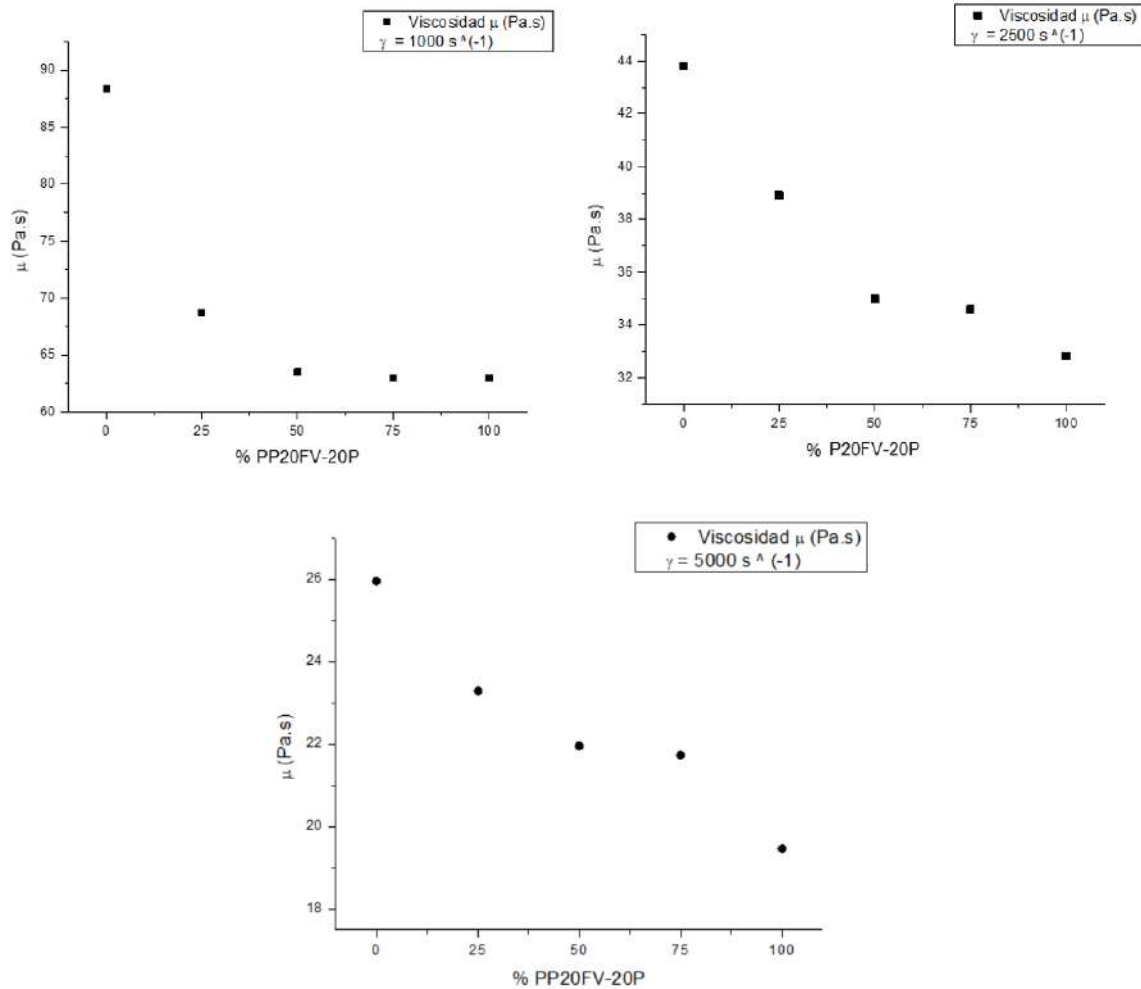 Viscosidad μ (Pa.s)
γ = 1000 s ^ (-1)
90
85
80
75
70
65
60
μ (Pa.s)
0 25 50 75 100
% PP20FV-20P
Viscosidad μ (Pa.s)
γ = 2500 s ^ (-1)
44
42
40
38
36
34
32
μ (Pa.s)
0 25 50 75 100
% P20FV-20P
Viscosidad μ (Pa.s)
γ = 5000 s ^ (-1)
26
24
22
20
18
μ (Pa.s)
0 25 50 75 100
% PP20FV-20P